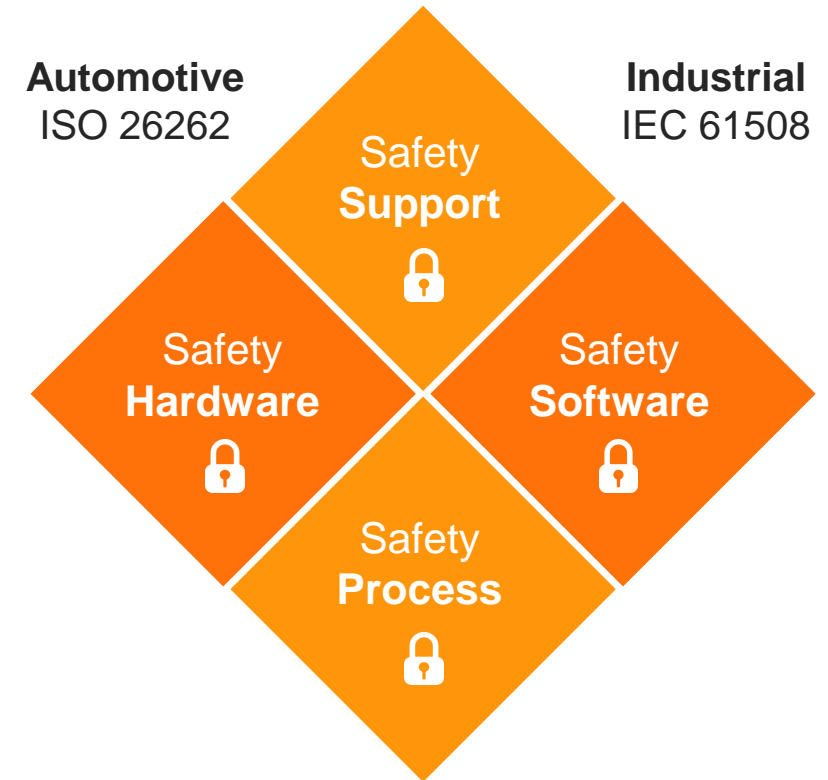 Automotive
ISO 26262
Industrial
IEC 61508
Safety
Support
Safety
Hardware
Safety
Software
Safety
Process